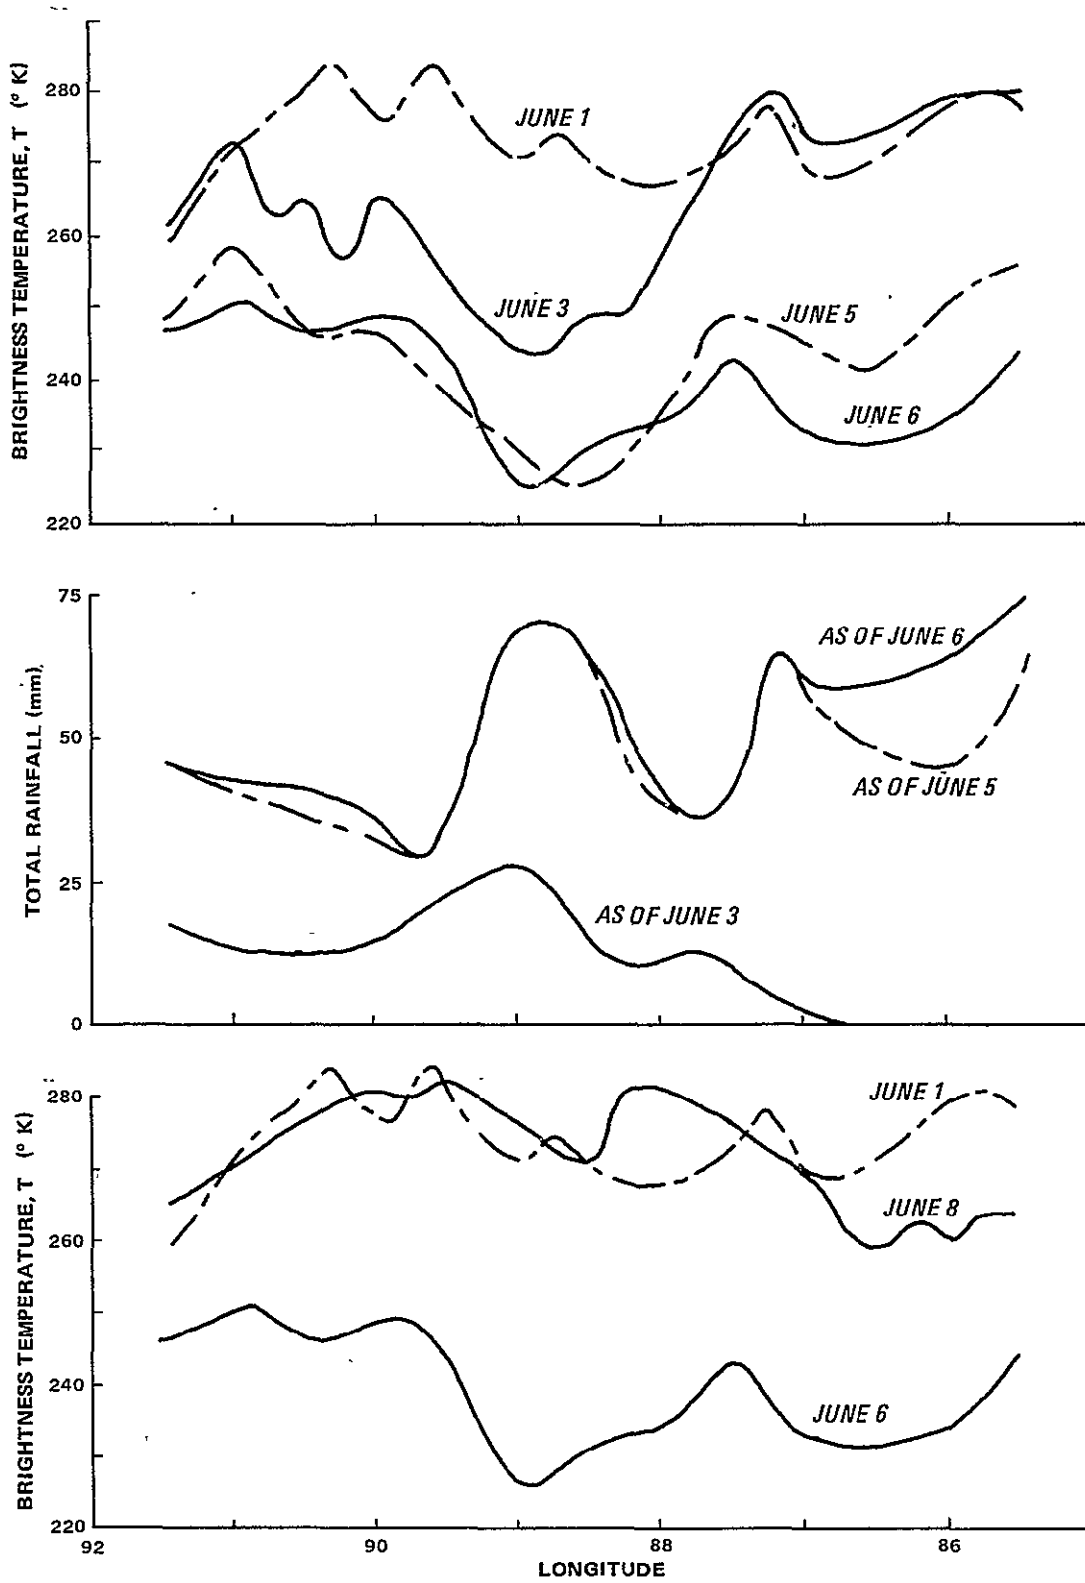 BRIGHTNESS TEMPERATURE, T (° K)
280
260
240
220
JUNE 1
JUNE 3
JUNE 5
JUNE 6
TOTAL RAINFALL (mm)
75
50
25
0
AS OF JUNE 6
AS OF JUNE 5
AS OF JUNE 3
BRIGHTNESS TEMPERATURE, T (° K)
280
260
240
220
JUNE 1
JUNE 8
JUNE 6
92 90 88 86
LONGITUDE